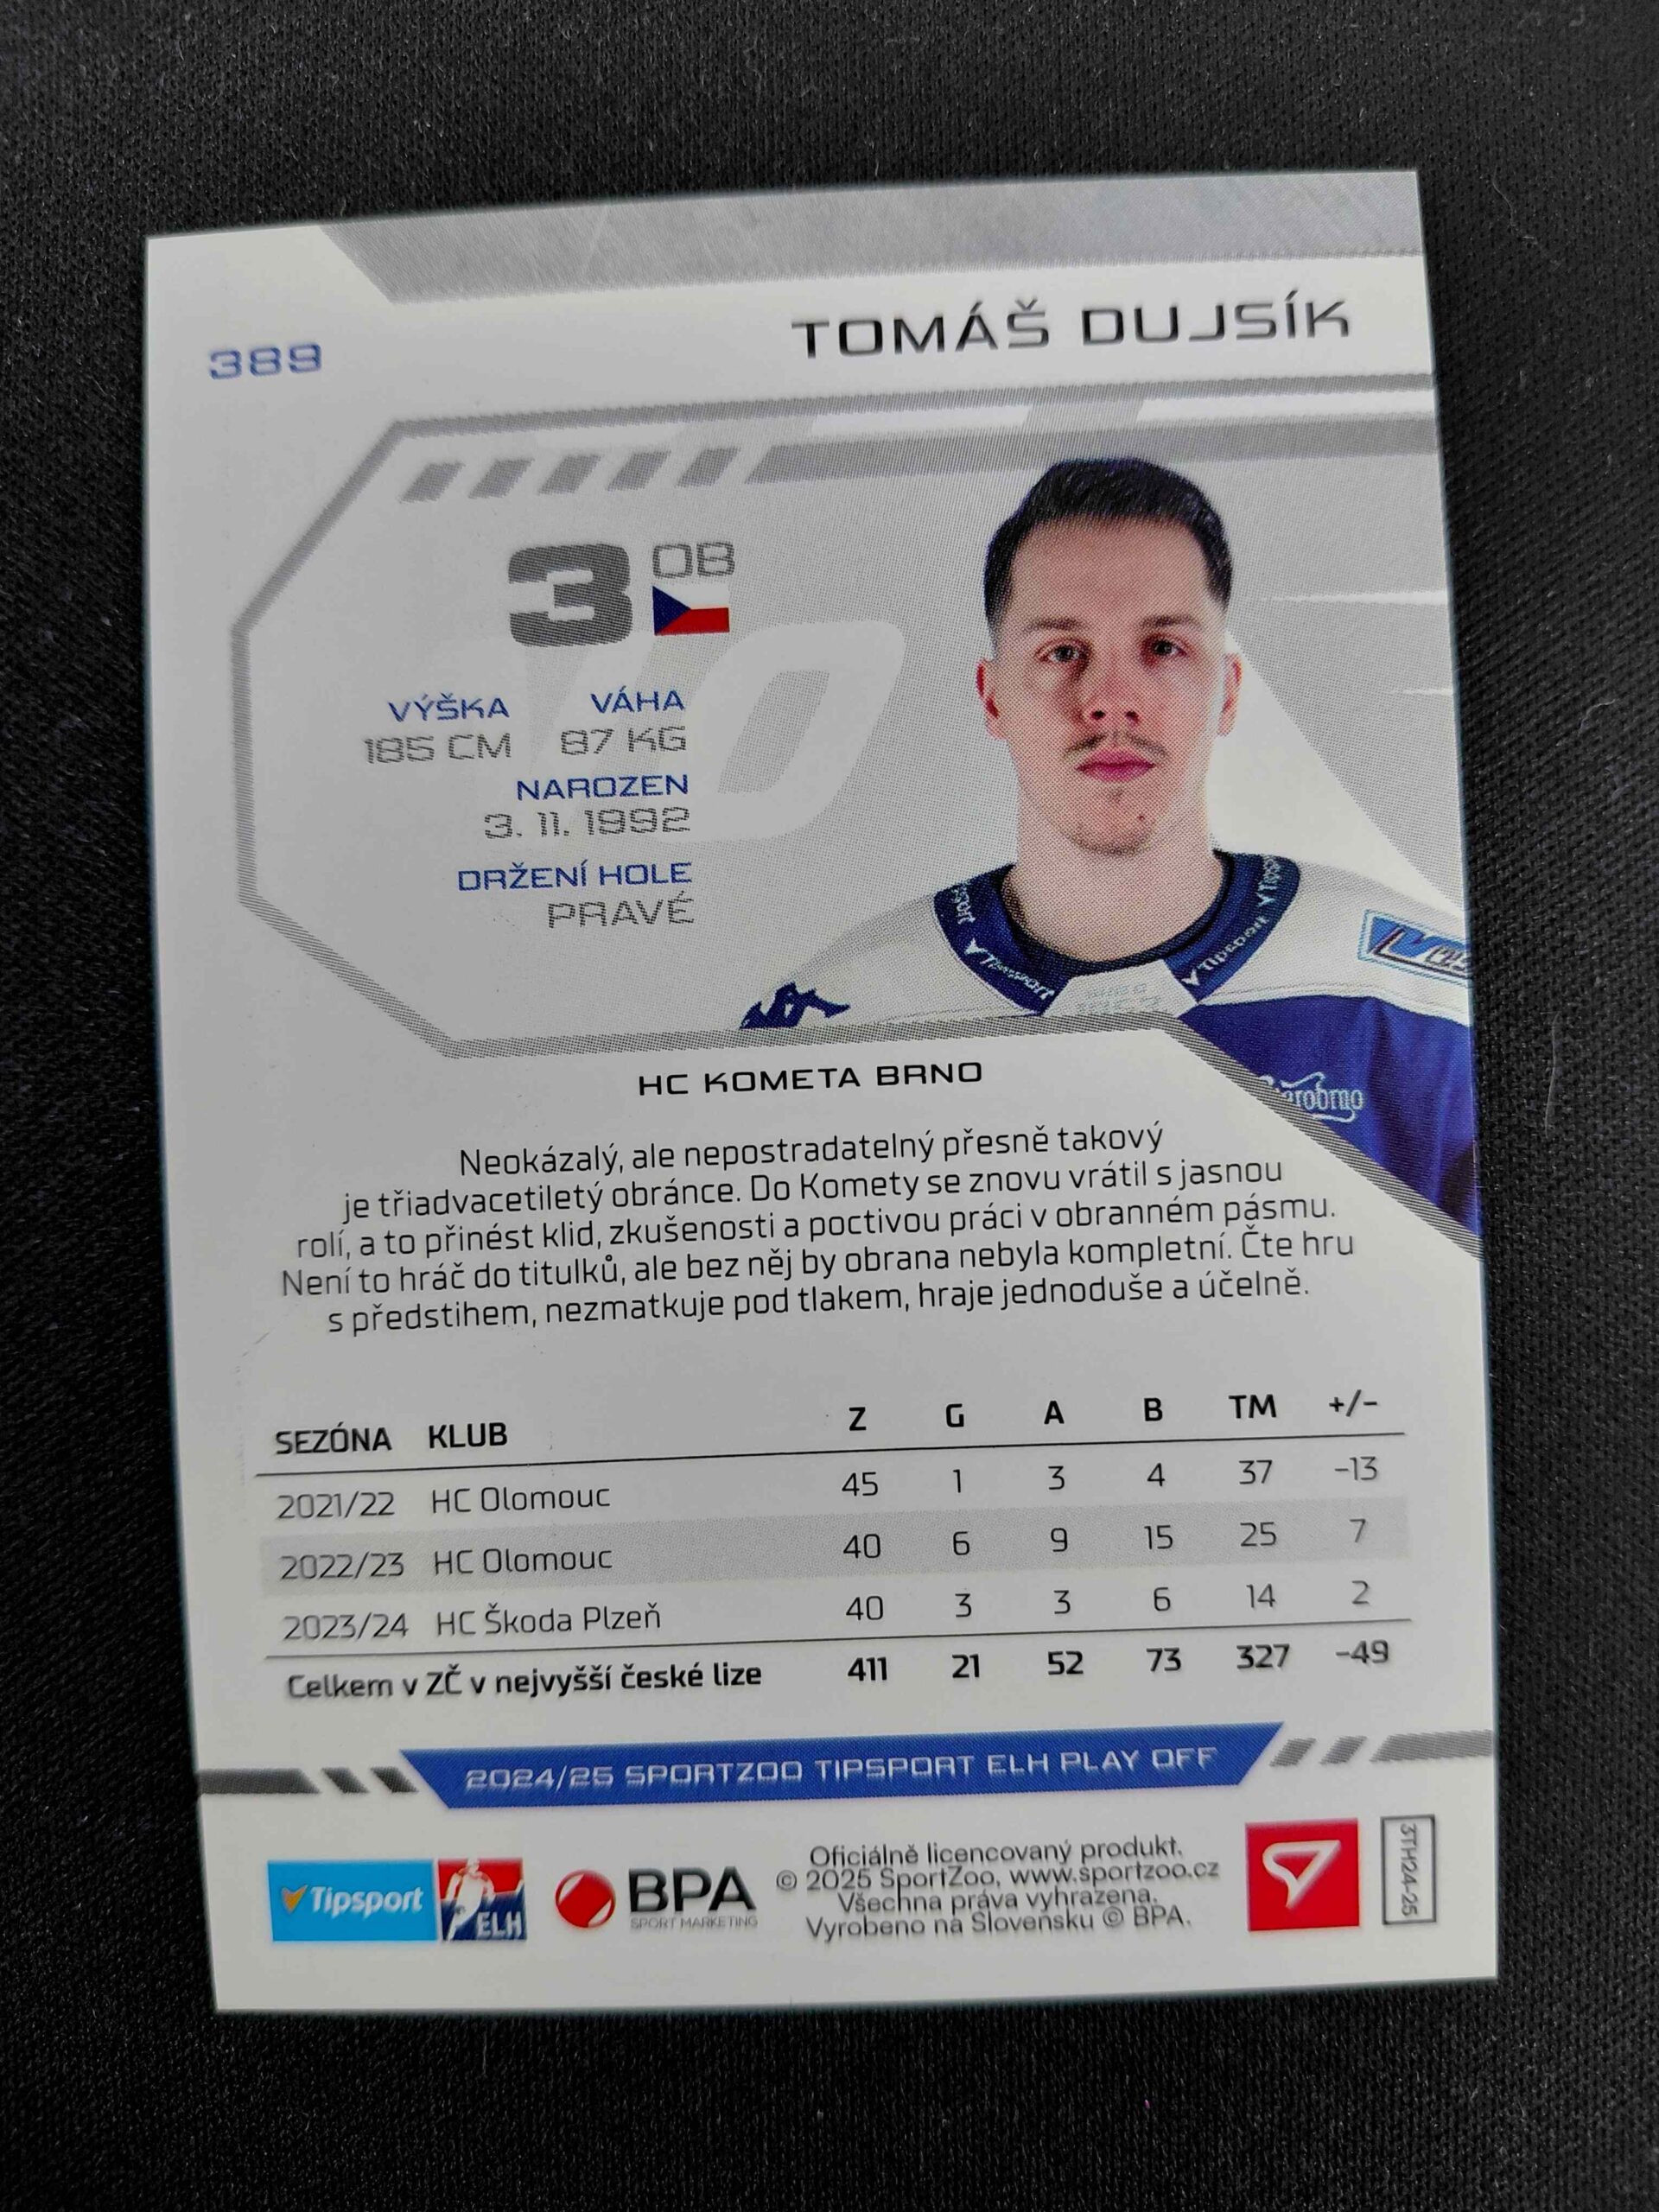 389
TOMÁŠ DUJSÍK
3 OB
VÝŠKA VÁHA
185 CM 87 KG
NAROZEN
3. 11. 1992
DRŽENÍ HOLE
PRAVÉ
Tipsport
Tipsport
HC KOMETA BRNO
Neokázalý, ale nepostradatelný přesně takový
je třiadvacetiletý obránce. Do Komety se znovu vrátil s jasnou
rolí, a to přinést klid, zkušenosti a poctivou práci v obranném pásmu.
Není to hráč do titulků, ale bez něj by obrana nebyla kompletní. Čte hru
s předstihem, nezmatkuje pod tlakem, hraje jednoduše a účelně.
SEZÓNA KLUB Z G A B TM +/-
2021/22 HC Olomouc 45 1 3 4 37 -13
2022/23 HC Olomouc 40 6 9 15 25 7
2023/24 HC Škoda Plzeň 40 3 3 6 14 2
Celkem v ZČ v nejvyšší české lize 411 21 52 73 327 -49
2024/25 SPORTZOO TIPSPORT ELH PLAY OFF
Tipsport
ELH
BPA
SPORT MARKETING
Oficiálně licencovaný produkt.
© 2025 SportZoo, www.sportzoo.cz
Všechna práva vyhrazena.
Vyrobeno na Slovensku © BPA.
3TH24-25